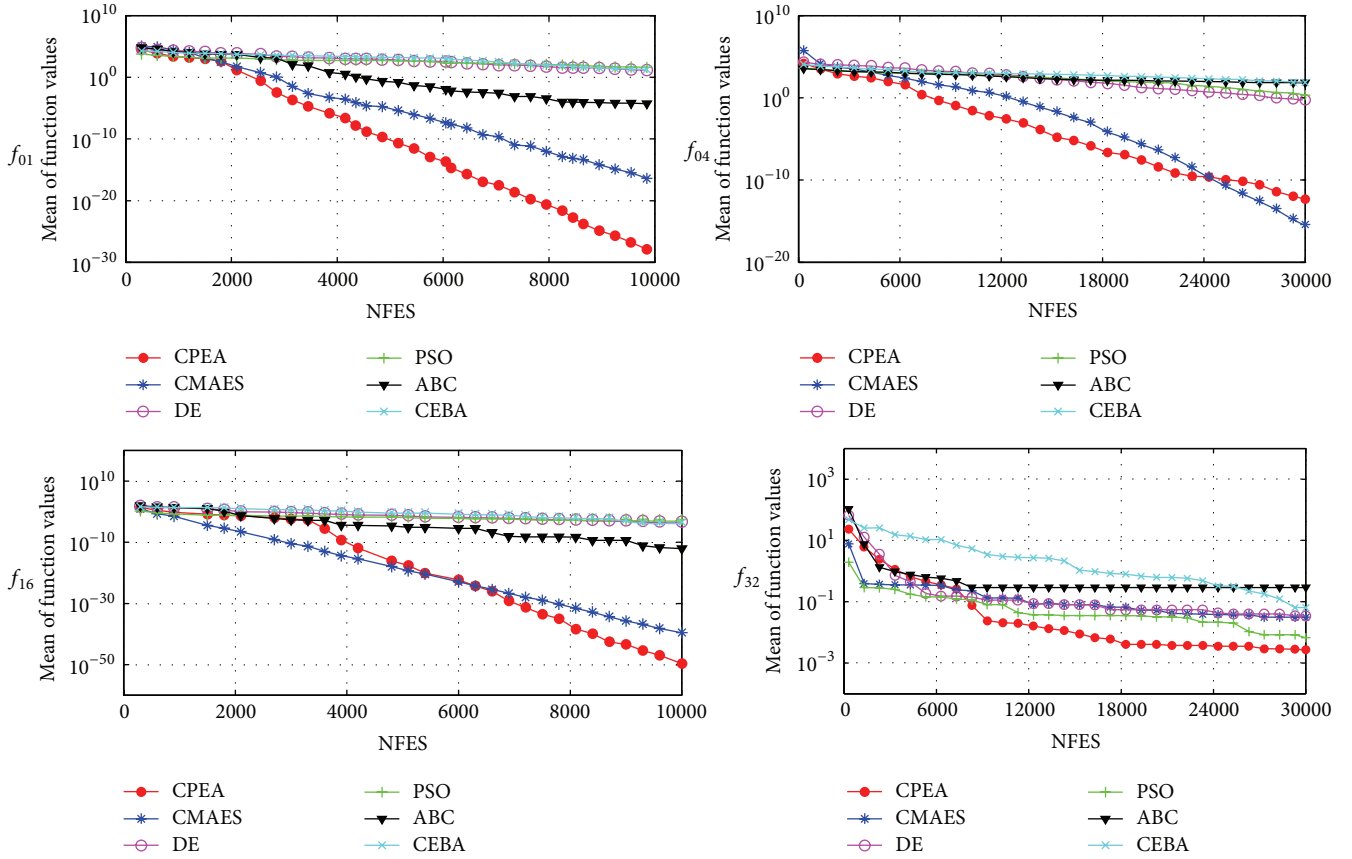 10^10
10^0
10^−10
10^−20
10^−30
f_01
Mean of function values
0 2000 4000 6000 8000 10000
NFES
CPEA
CMAES
DE
PSO
ABC
CEBA
10^10
10^0
10^−10
10^−20
f_04
Mean of function values
0 6000 12000 18000 24000 30000
NFES
CPEA
CMAES
DE
PSO
ABC
CEBA
10^10
10^−10
10^−30
10^−50
f_16
Mean of function values
0 2000 4000 6000 8000 10000
NFES
CPEA
CMAES
DE
PSO
ABC
CEBA
10^3
10^1
10^−1
10^−3
f_32
Mean of function values
0 6000 12000 18000 24000 30000
NFES
CPEA
CMAES
DE
PSO
ABC
CEBA